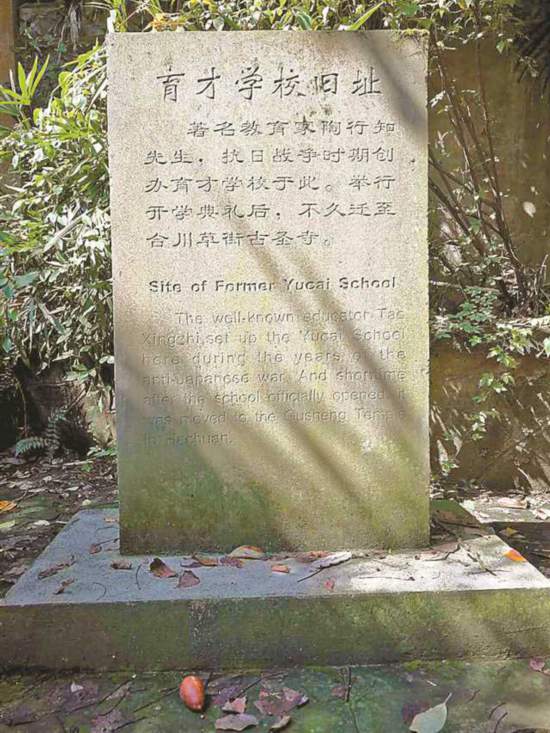 育才学校旧址
著名教育家陶行知
先生，抗日战争时期创
办育才学校于此。举行
开学典礼后，不久迁至
合川草街古圣寺。
Site of Former Yucai School
The well-known educator Tao
Xingzhi,set up the Yucai School
here during the years of the
anti-Japanese war. And short time
after the school officially opened, it
was moved to the Gusheng Temple
in Hechuan.